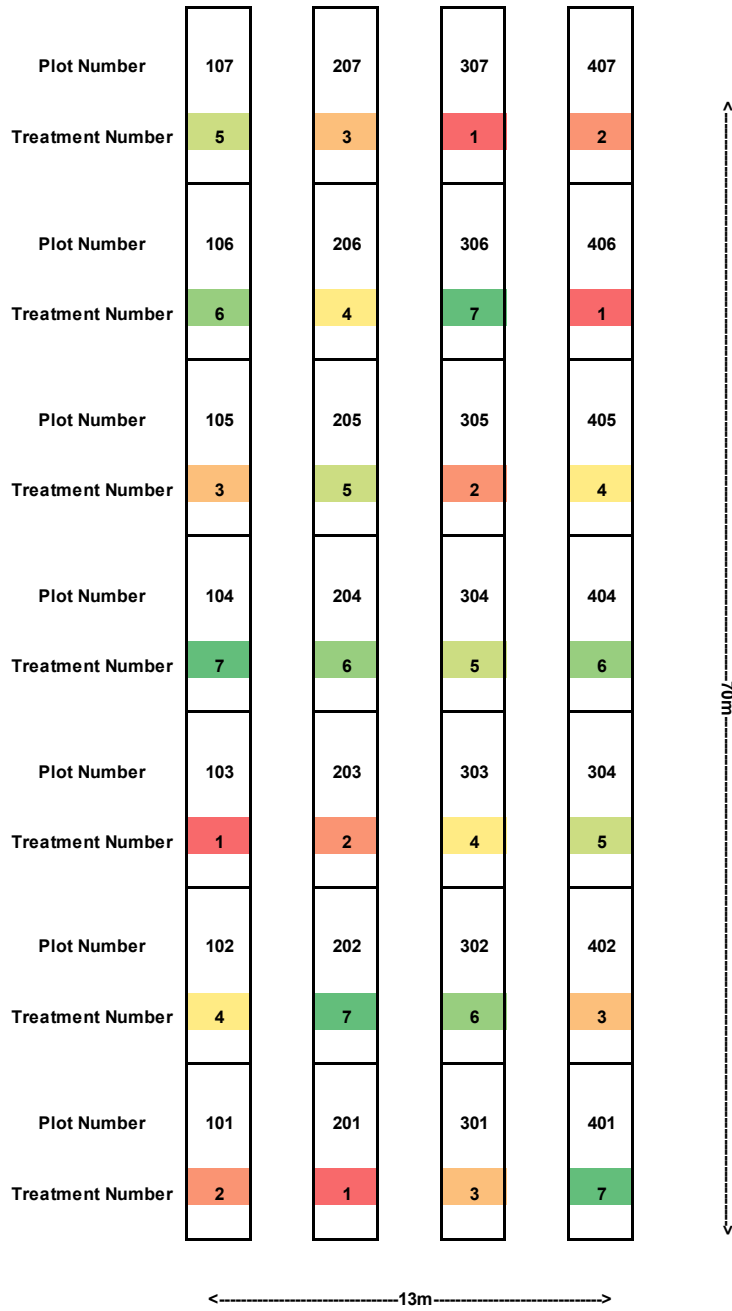 Plot Number 107 207 307 407
Treatment Number 5 3 1 2
Plot Number 106 206 306 406
Treatment Number 6 4 7 1
Plot Number 105 205 305 405
Treatment Number 3 5 2 4
Plot Number 104 204 304 404
Treatment Number 7 6 5 6
Plot Number 103 203 303 304
Treatment Number 1 2 4 5
Plot Number 102 202 302 402
Treatment Number 4 7 6 3
Plot Number 101 201 301 401
Treatment Number 2 1 3 7
70m
13m